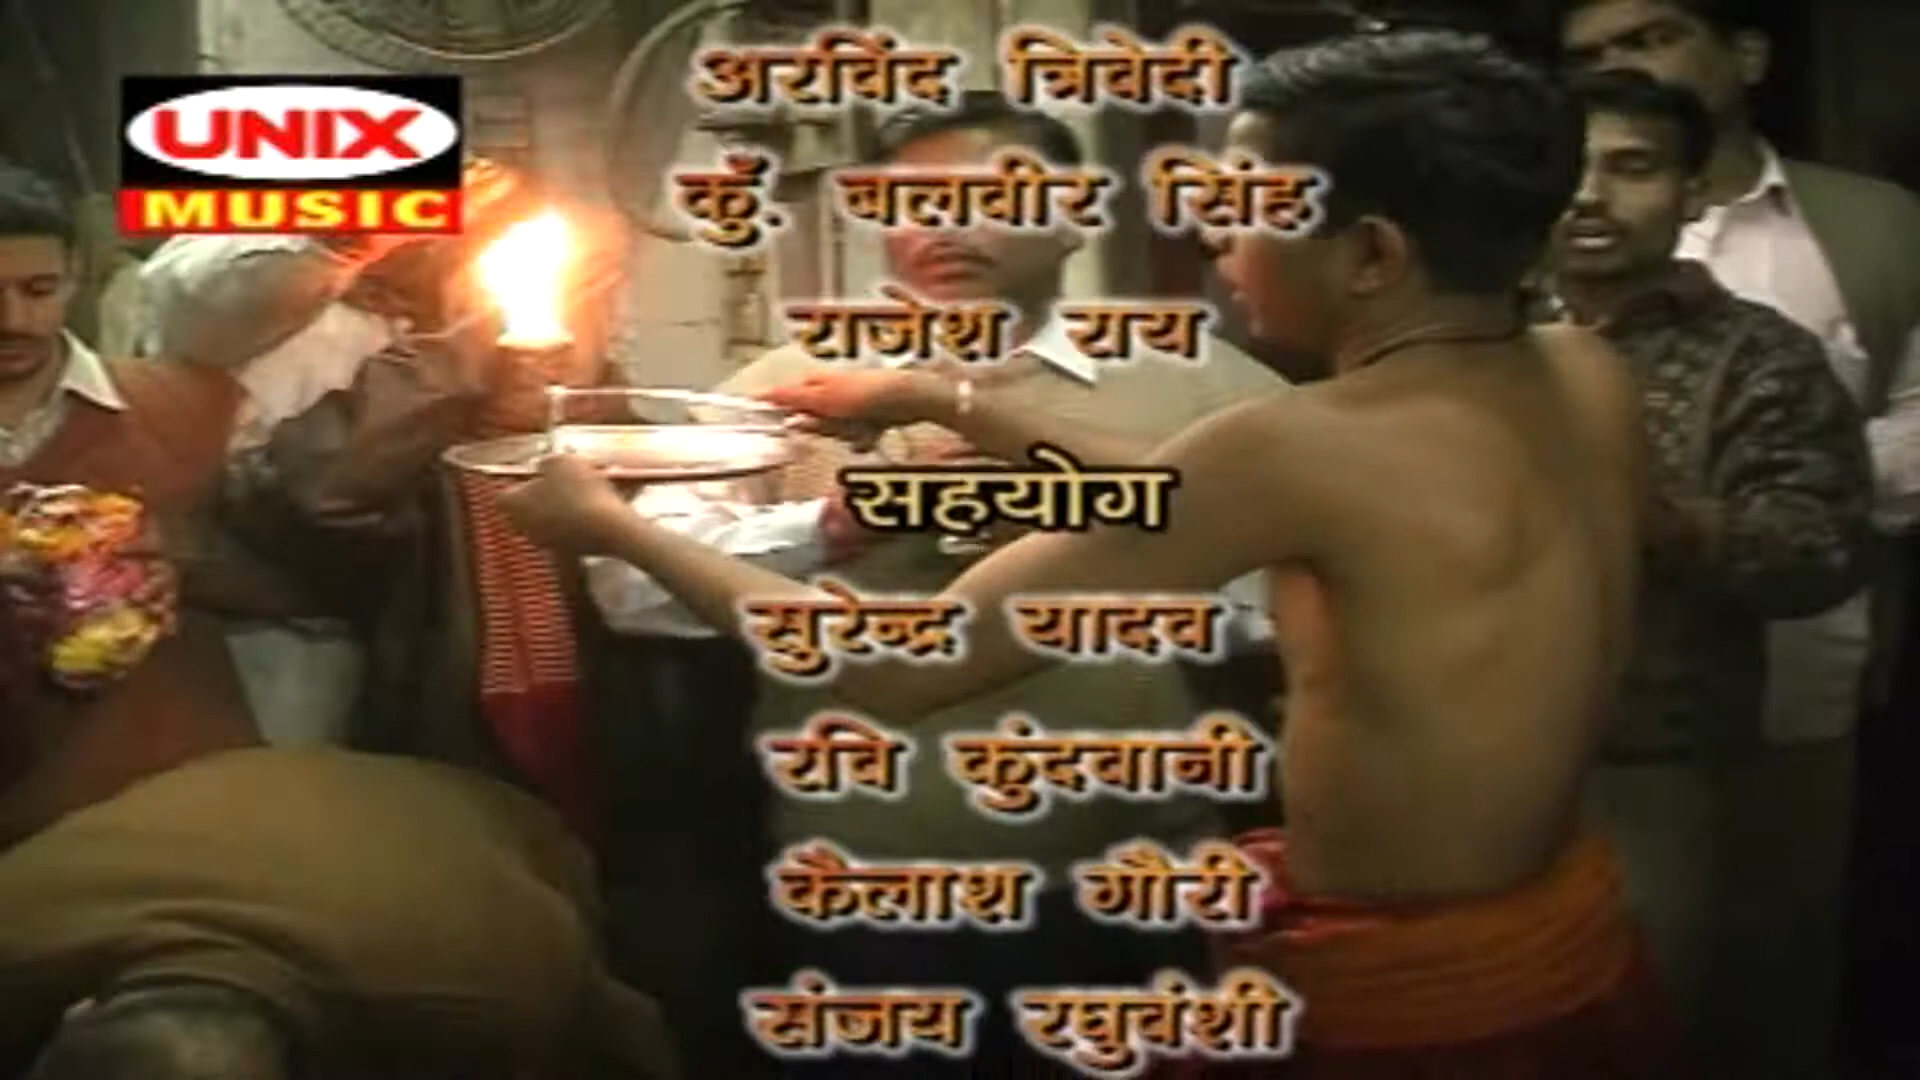 UNIX
MUSIC
अरविंद त्रिवेदी
कुँ. बलवीर सिंह
राजेश राय
सहयोग
सुरेन्द्र यादव
रवि कुंदवानी
कैलाश गौरी
संजय रघुवंशी